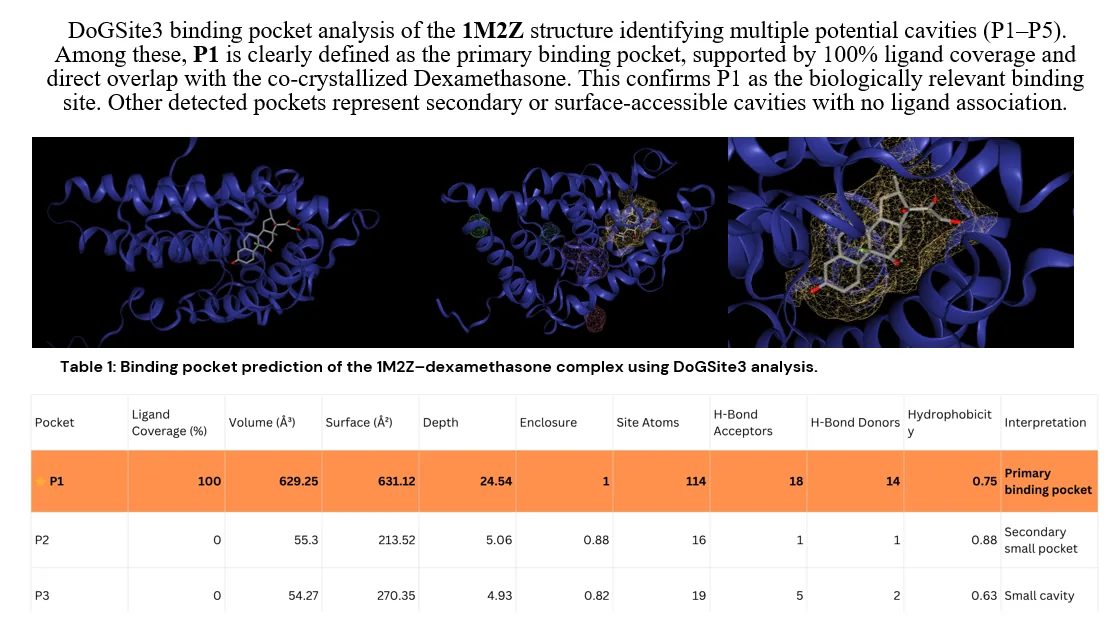 DoGSite3 binding pocket analysis of the 1M2Z structure identifying multiple potential cavities (P1–P5).
Among these, P1 is clearly defined as the primary binding pocket, supported by 100% ligand coverage and
direct overlap with the co-crystallized Dexamethasone. This confirms P1 as the biologically relevant binding
site. Other detected pockets represent secondary or surface-accessible cavities with no ligand association.
Table 1: Binding pocket prediction of the 1M2Z–dexamethasone complex using DoGSite3 analysis.
Pocket Ligand Coverage (%) Volume (Å³) Surface (Å²) Depth Enclosure Site Atoms H-Bond Acceptors H-Bond Donors Hydrophobicity Interpretation
P1 100 629.25 631.12 24.54 1 114 18 14 0.75 Primary binding pocket
P2 0 55.3 213.52 5.06 0.88 16 1 1 0.88 Secondary small pocket
P3 0 54.27 270.35 4.93 0.82 19 5 2 0.63 Small cavity